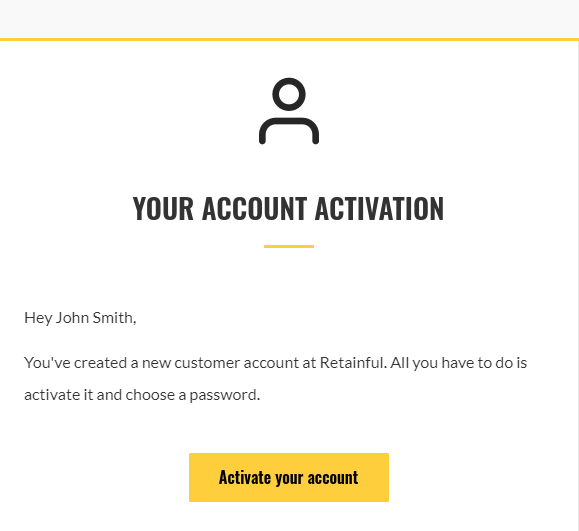 YOUR ACCOUNT ACTIVATION
Hey John Smith,
You've created a new customer account at Retainful. All you have to do is
activate it and choose a password.
Activate your account